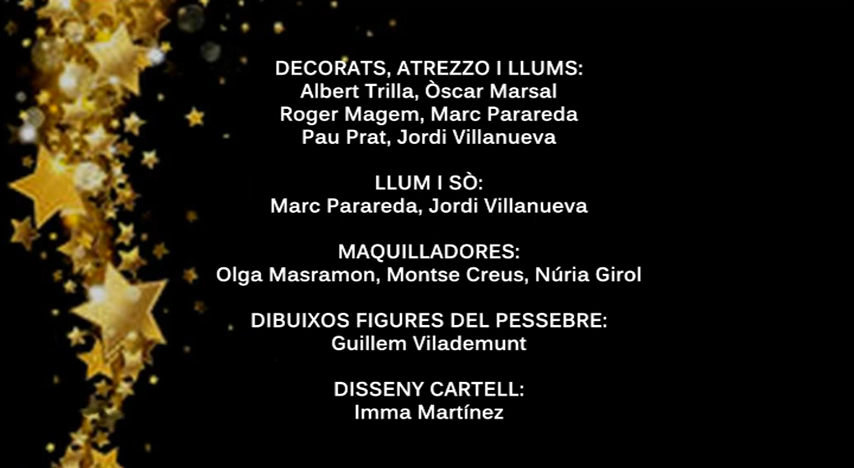 DECORATS, ATREZZO I LLUMS:
Albert Trilla, Òscar Marsal
Roger Magem, Marc Parareda
Pau Prat, Jordi Villanueva
LLUM I SÒ:
Marc Parareda, Jordi Villanueva
MAQUILLADORES:
Olga Masramon, Montse Creus, Núria Girol
DIBUIXOS FIGURES DEL PESSEBRE:
Guillem Vilademunt
DISSENY CARTELL:
Imma Martínez